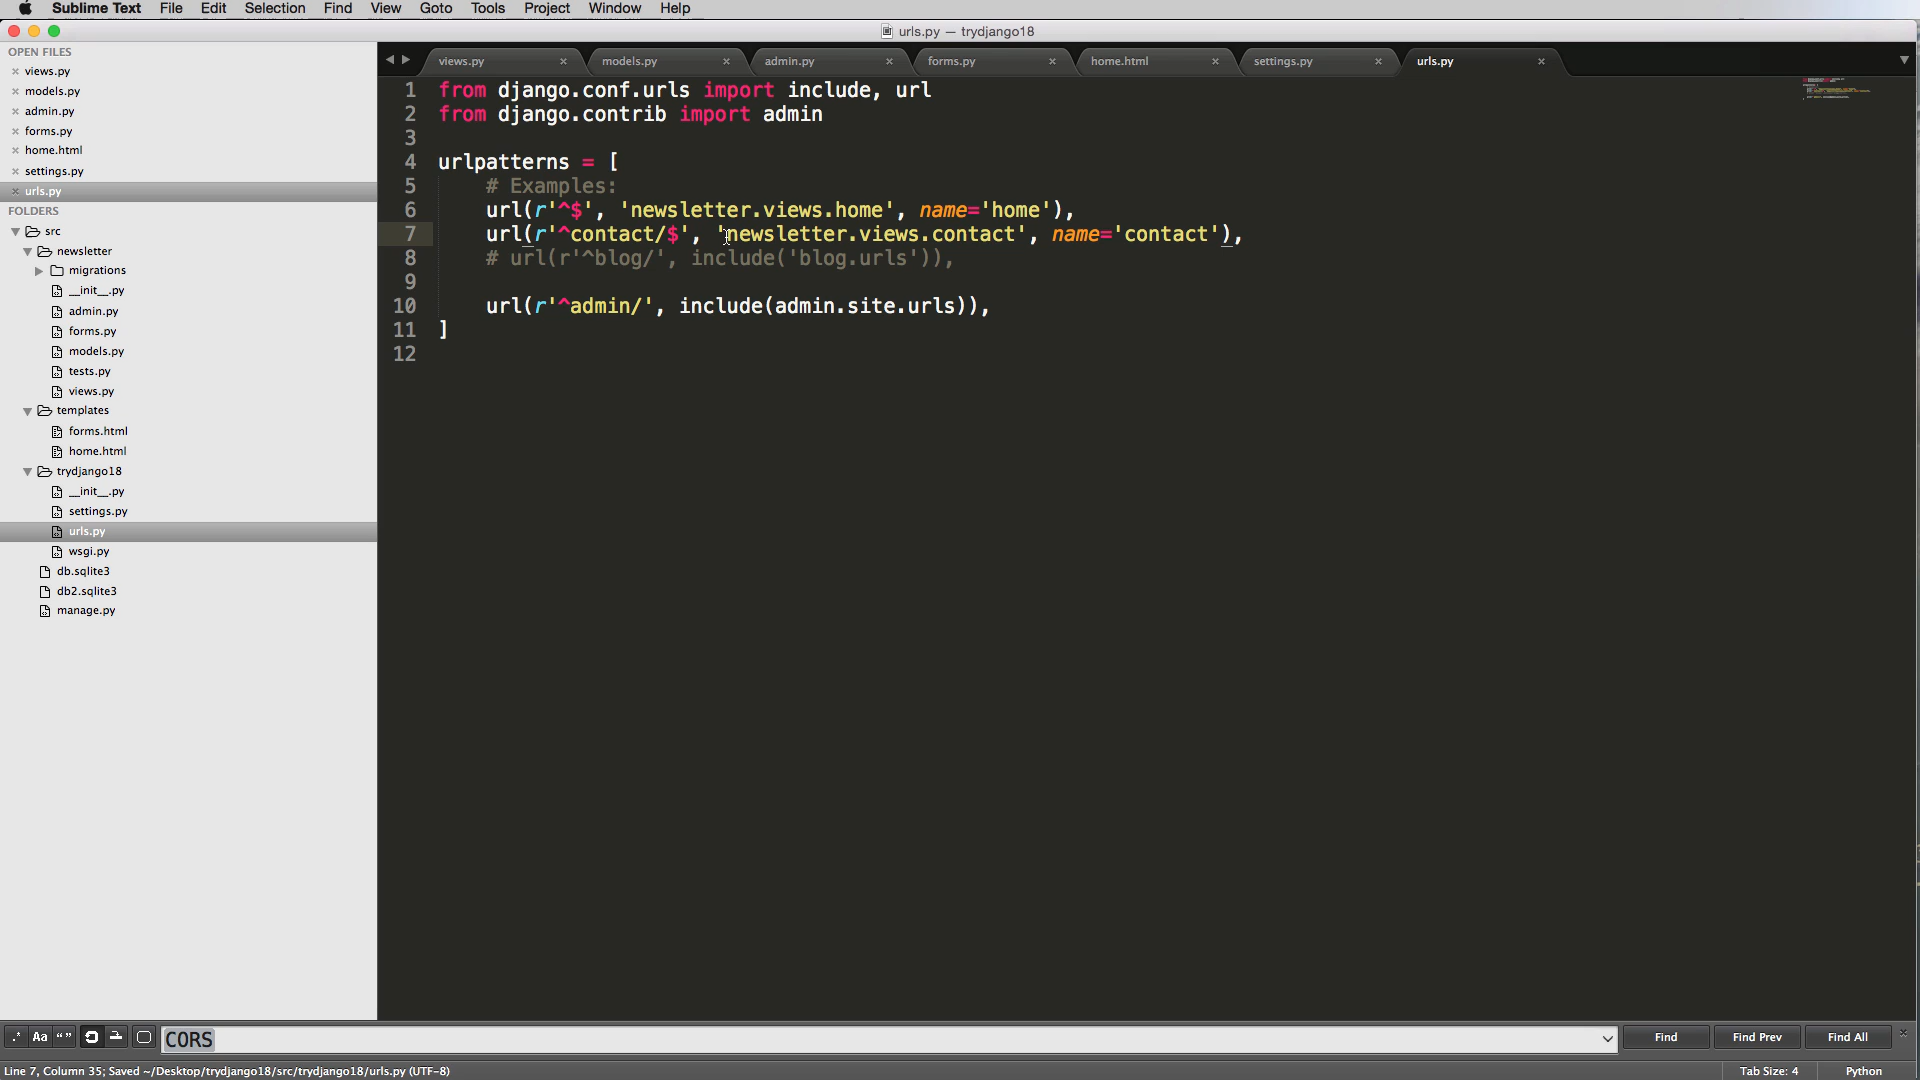 Sublime Text File Edit Selection Find View Goto Tools Project Window Help
urls.py — trydjango18
OPEN FILES
views.py
models.py
admin.py
forms.py
home.html
settings.py
urls.py
FOLDERS
src
newsletter
migrations
__init__.py
admin.py
forms.py
models.py
tests.py
views.py
templates
forms.html
home.html
trydjango18
__init__.py
settings.py
urls.py
wsgi.py
db.sqlite3
db2.sqlite3
manage.py
views.py models.py admin.py forms.py home.html settings.py urls.py
1 from django.conf.urls import include, url
2 from django.contrib import admin
3
4 urlpatterns = [
5     # Examples:
6     url(r'^$', 'newsletter.views.home', name='home'),
7     url(r'^contact/$', 'newsletter.views.contact', name='contact'),
8     # url(r'^blog/', include('blog.urls')),
9
10     url(r'^admin/', include(admin.site.urls)),
11 ]
12
.* Aa “” CORS Find Find Prev Find All
Line 7, Column 35; Saved ~/Desktop/trydjango18/src/trydjango18/urls.py (UTF-8) Tab Size: 4 Python